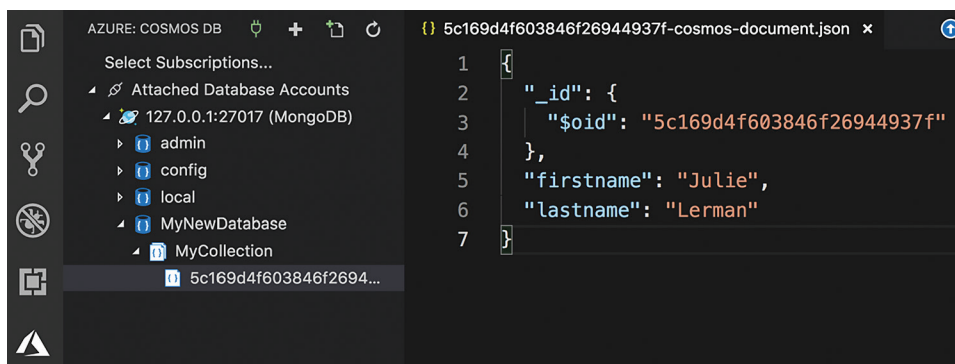 AZURE: COSMOS DB
Select Subscriptions...
Attached Database Accounts
127.0.0.1:27017 (MongoDB)
admin
config
local
MyNewDatabase
MyCollection
5c169d4f603846f2694...
{} 5c169d4f603846f26944937f-cosmos-document.json ×
1 {
2 "_id": {
3 "$oid": "5c169d4f603846f26944937f"
4 },
5 "firstname": "Julie",
6 "lastname": "Lerman"
7 }